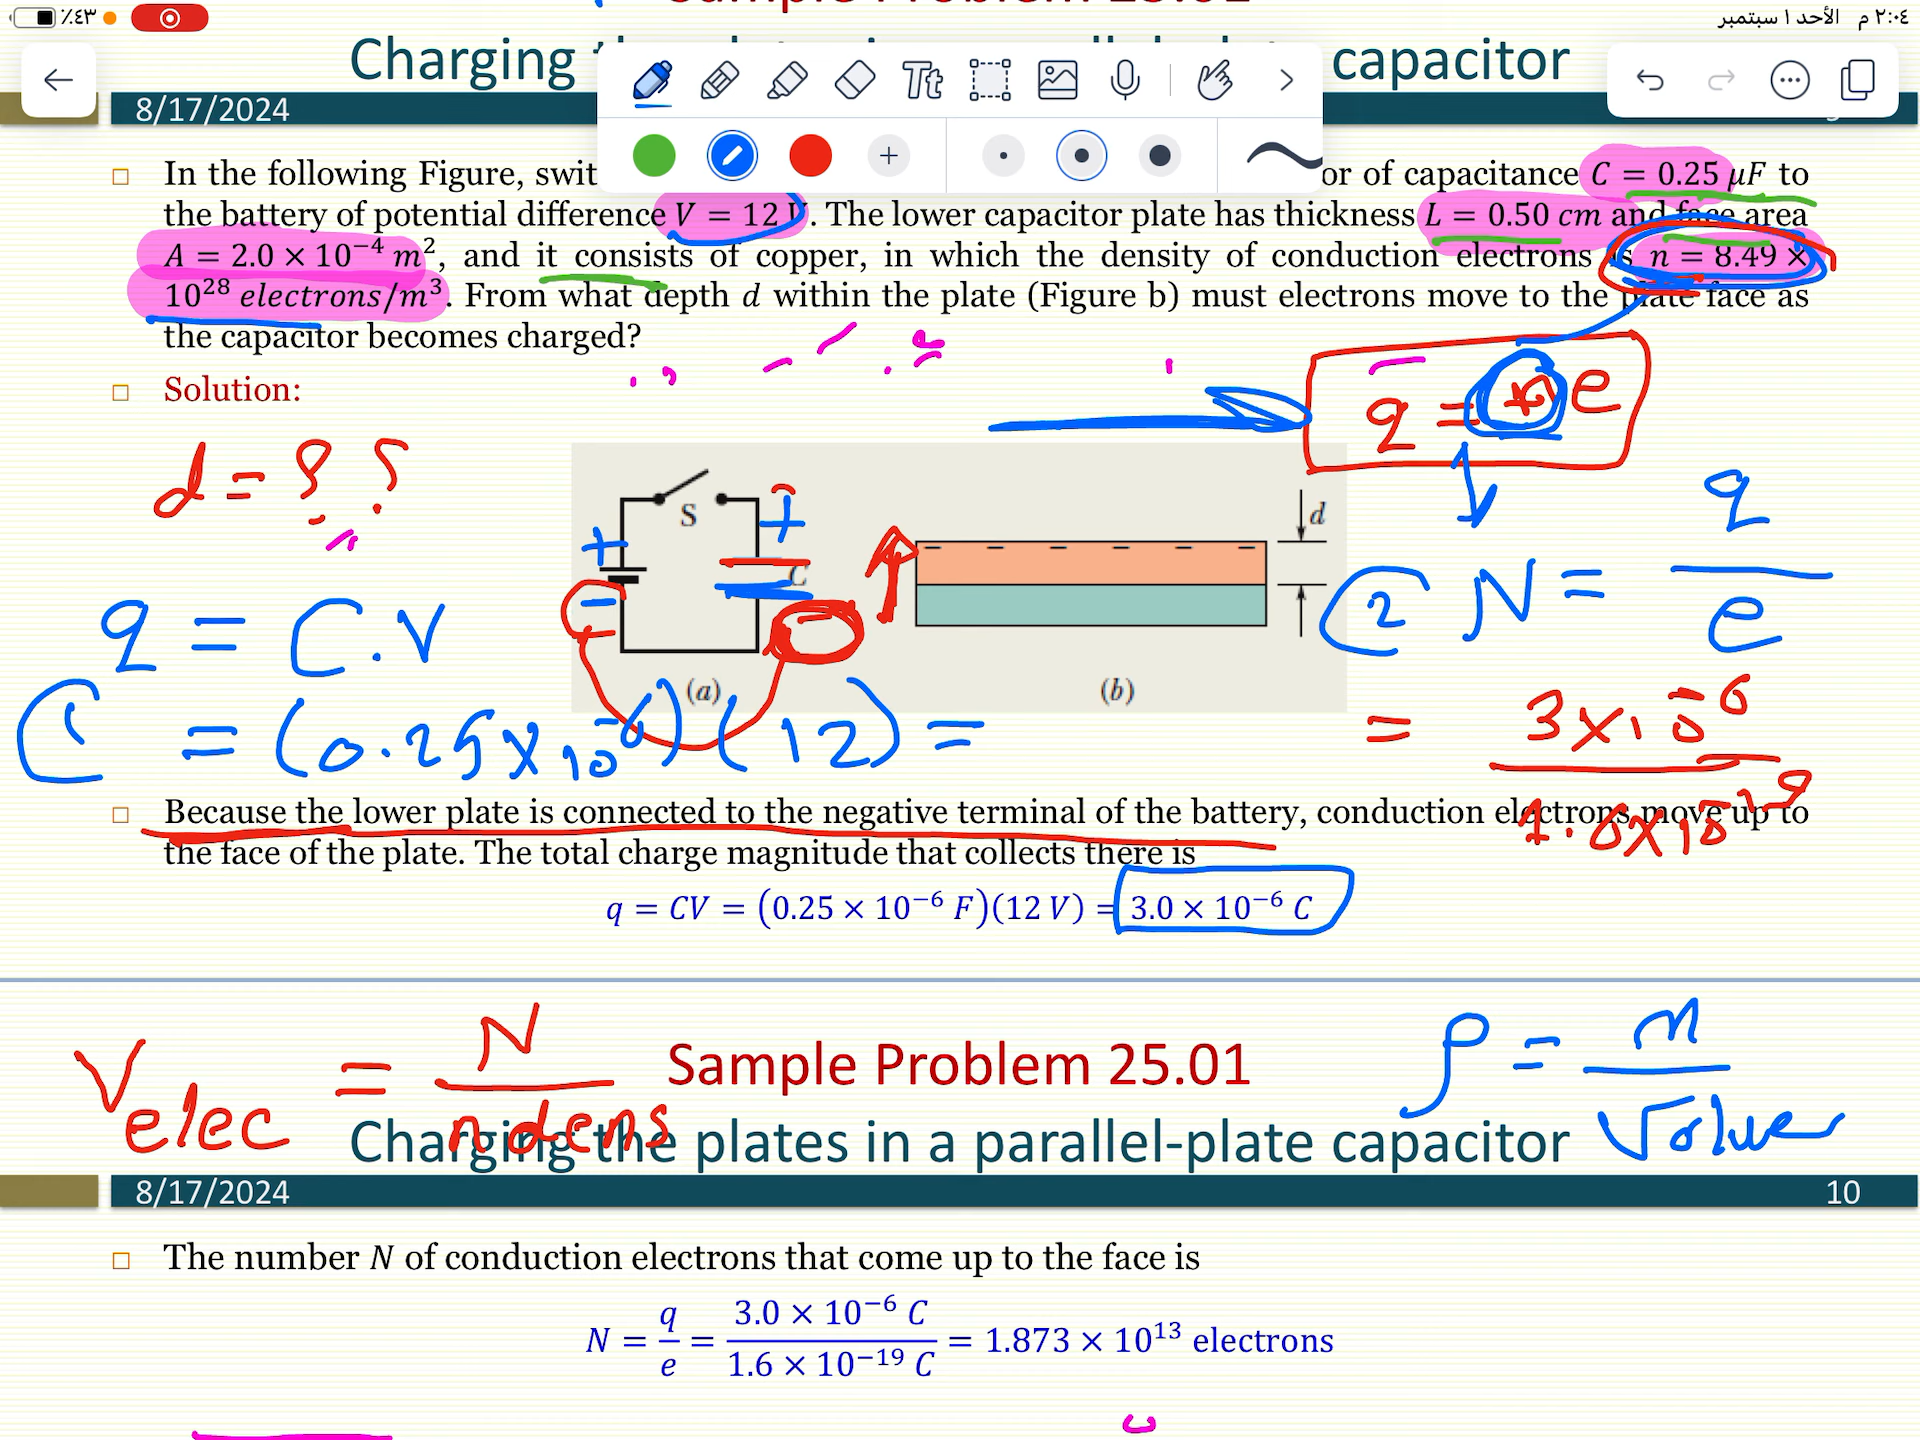 ٪٤٣
٢:٠٤ م الأحد ١ سبتمبر
Charging capacitor
Tt
8/17/2024
In the following Figure, swit or of capacitance C = 0.25 μF to
the battery of potential difference V = 12 V. The lower capacitor plate has thickness L = 0.50 cm and face area
A = 2.0 × 10⁻⁴ m², and it consists of copper, in which the density of conduction electrons is n = 8.49 ×
10²⁸ electrons/m³. From what depth d within the plate (Figure b) must electrons move to the plate face as
the capacitor becomes charged?
Solution:
q = n e
d = ? ?
S
C
+
+
−
−
d
(a)
(b)
q = C.V
(1 = (0.25×10⁻⁶)(12) =
(2 N = q/e
= 3×10⁻⁶ / 1.6×10⁻¹⁹
Because the lower plate is connected to the negative terminal of the battery, conduction electrons move up to
the face of the plate. The total charge magnitude that collects there is
q = CV = (0.25 × 10⁻⁶ F)(12 V) = 3.0 × 10⁻⁶ C
V elec = N / n dens
ρ = m / Volume
Sample Problem 25.01
Charging the plates in a parallel-plate capacitor
8/17/2024
10
The number N of conduction electrons that come up to the face is
N = q/e = 3.0 × 10⁻⁶ C / 1.6 × 10⁻¹⁹ C = 1.873 × 10¹³ electrons